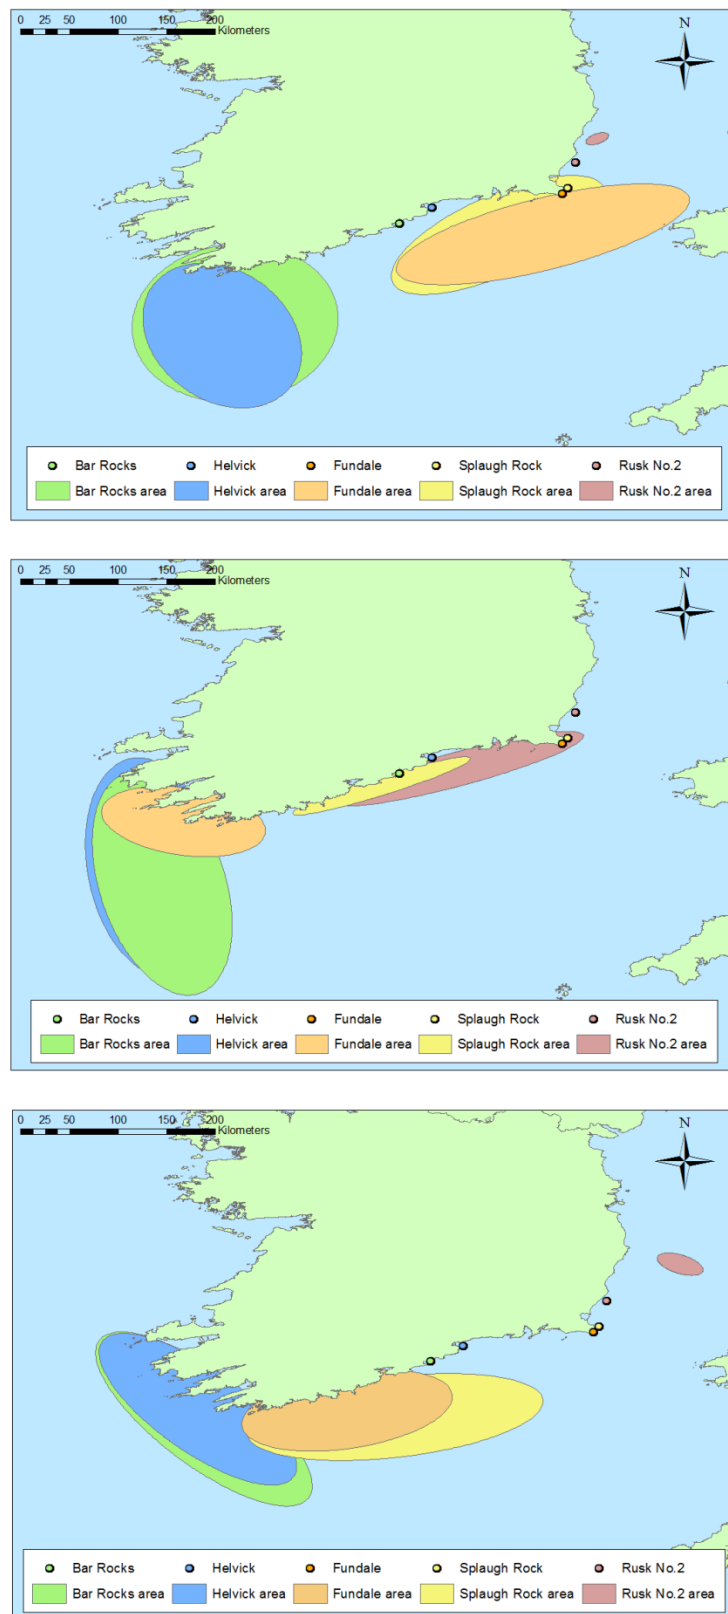 0 25 50 100 150 200
Kilometers
N
Bar Rocks Helvick Fundale Splaugh Rock Rusk No.2
Bar Rocks area Helvick area Fundale area Splaugh Rock area Rusk No.2 area
0 25 50 100 150 200
Kilometers
N
Bar Rocks Helvick Fundale Splaugh Rock Rusk No.2
Bar Rocks area Helvick area Fundale area Splaugh Rock area Rusk No.2 area
0 25 50 100 150 200
Kilometers
N
Bar Rocks Helvick Fundale Splaugh Rock Rusk No.2
Bar Rocks area Helvick area Fundale area Splaugh Rock area Rusk No.2 area